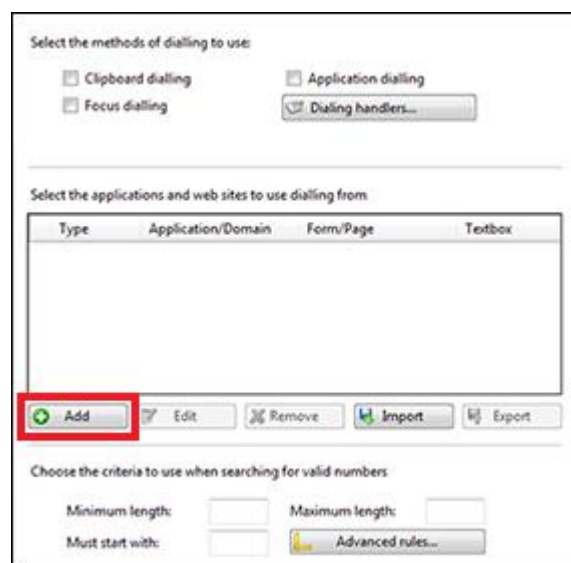 Select the methods of dialling to use:
Clipboard dialling Application dialling
Focus dialling Dialing handlers...
Select the applications and web sites to use dialling from
Type Application/Domain Form/Page Textbox
Add Edit Remove Import Export
Choose the criteria to use when searching for valid numbers
Minimum length: Maximum length:
Must start with: Advanced rules...